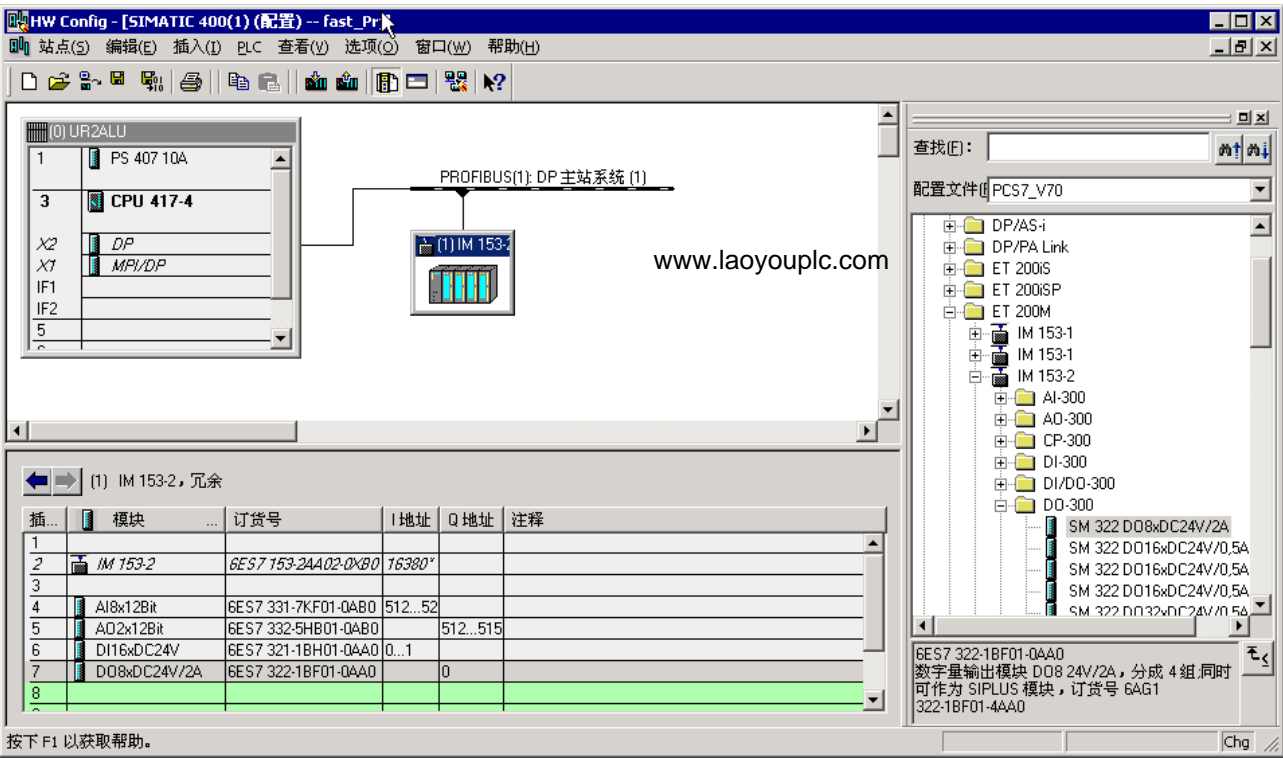 HW Config - [SIMATIC 400(1) (配置) -- fast_Pr
站点(S) 编辑(E) 插入(I) PLC 查看(V) 选项(O) 窗口(W) 帮助(H)
(0) UR2ALU
1 PS 407 10A
3 CPU 417-4
X2 DP
X1 MPI/DP
IF1
IF2
5
PROFIBUS(1): DP 主站系统 (1)
(1) IM 153-2
www.laoyouplc.com
查找(F):
配置文件(
PCS7_V70
DP/AS-i
DP/PA Link
ET 200iS
ET 200iSP
ET 200M
IM 153-1
IM 153-1
IM 153-2
AI-300
AO-300
CP-300
DI-300
DI/DO-300
DO-300
SM 322 DO8xDC24V/2A
SM 322 DO16xDC24V/0,5A
SM 322 DO16xDC24V/0,5A
SM 322 DO16xDC24V/0,5A
SM 322 DO32xDC24V/0,5A
6ES7 322-1BF01-0AA0
数字量输出模块 DO8 24V/2A，分成 4 组;同时
可作为 SIPLUS 模块，订货号 6AG1
322-1BF01-4AA0
(1) IM 153-2，冗余
插... 模块 ... 订货号 I 地址 Q 地址 注释
1
2 IM 153-2 6ES7 153-2AA02-0XB0 16380*
3
4 AI8x12Bit 6ES7 331-7KF01-0AB0 512...52
5 AO2x12Bit 6ES7 332-5HB01-0AB0 512...515
6 DI16xDC24V 6ES7 321-1BH01-0AA0 0...1
7 DO8xDC24V/2A 6ES7 322-1BF01-0AA0 0
8
按下 F1 以获取帮助。
Chg